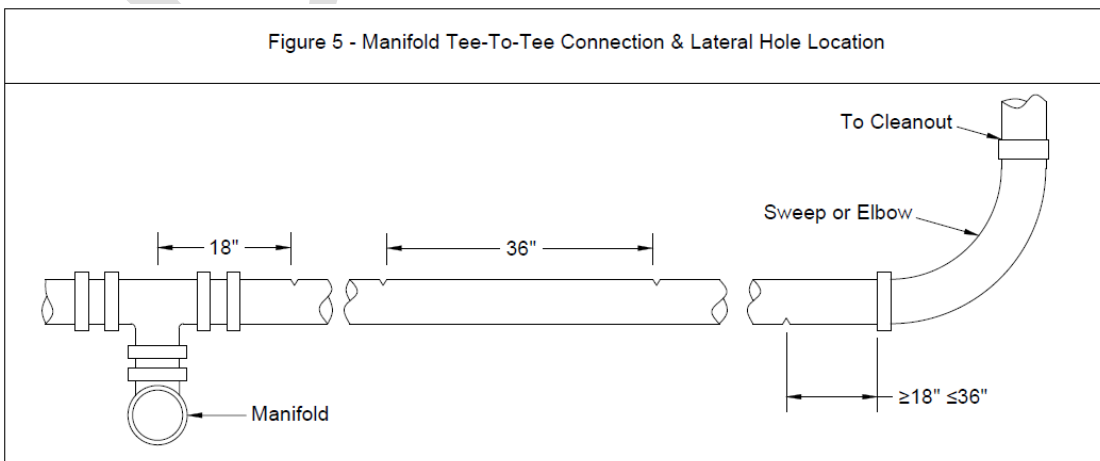 Figure 5 - Manifold Tee-To-Tee Connection & Lateral Hole Location
To Cleanout
Sweep or Elbow
18"
36"
≥18" ≤36"
Manifold